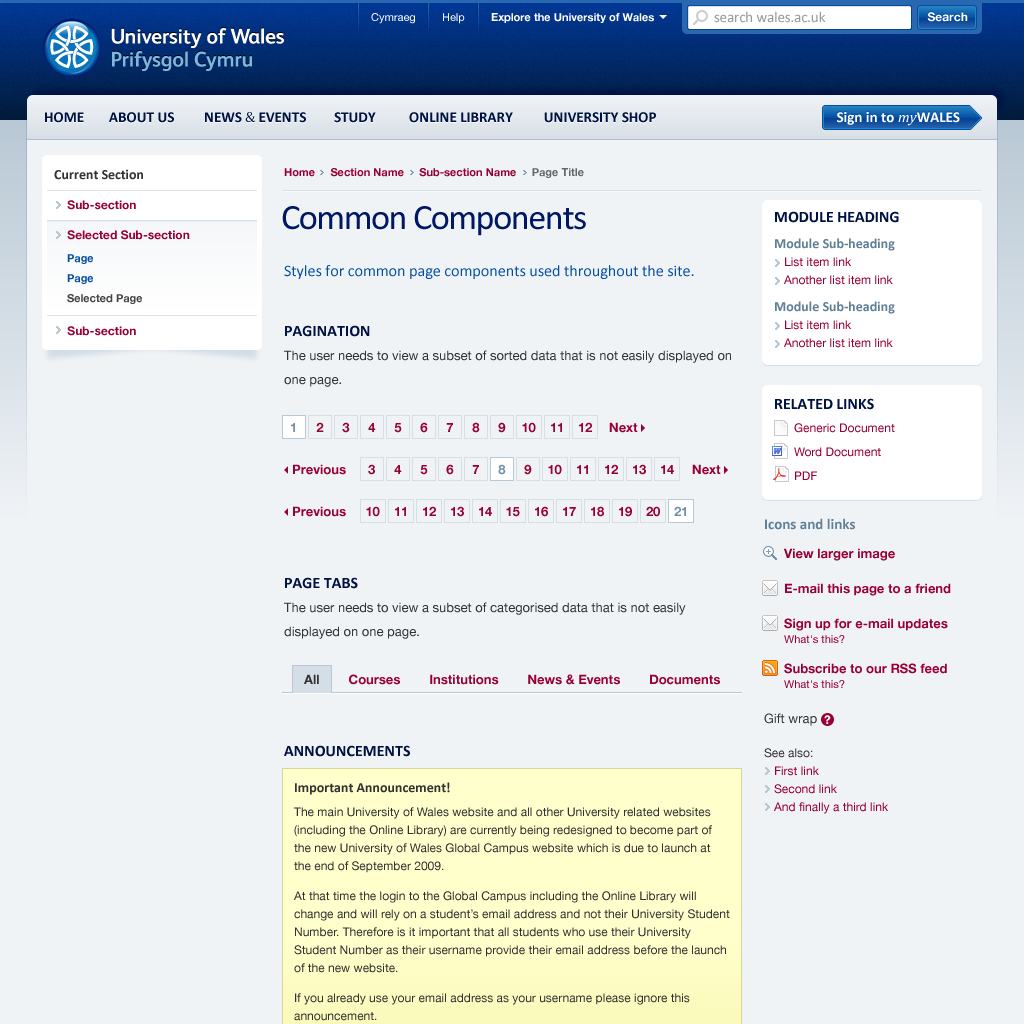 Cymraeg
Help
Explore the University of Wales
search wales.ac.uk
Search
University of Wales
Prifysgol Cymru
HOME
ABOUT US
NEWS & EVENTS
STUDY
ONLINE LIBRARY
UNIVERSITY SHOP
Sign in to myWALES
Current Section
Sub-section
Selected Sub-section
Page
Page
Selected Page
Sub-section
Home › Section Name › Sub-section Name › Page Title
Common Components
Styles for common page components used throughout the site.
PAGINATION
The user needs to view a subset of sorted data that is not easily displayed on
one page.
1 2 3 4 5 6 7 8 9 10 11 12 Next
Previous 3 4 5 6 7 8 9 10 11 12 13 14 Next
Previous 10 11 12 13 14 15 16 17 18 19 20 21
PAGE TABS
The user needs to view a subset of categorised data that is not easily
displayed on one page.
All
Courses
Institutions
News & Events
Documents
ANNOUNCEMENTS
Important Announcement!
The main University of Wales website and all other University related websites
(including the Online Library) are currently being redesigned to become part of
the new University of Wales Global Campus website which is due to launch at
the end of September 2009.
At that time the login to the Global Campus including the Online Library will
change and will rely on a student's email address and not their University Student
Number. Therefore is it important that all students who use their University
Student Number as their username provide their email address before the launch
of the new website.
If you already use your email address as your username please ignore this
announcement.
MODULE HEADING
Module Sub-heading
List item link
Another list item link
Module Sub-heading
List item link
Another list item link
RELATED LINKS
Generic Document
Word Document
PDF
Icons and links
View larger image
E-mail this page to a friend
Sign up for e-mail updates
What's this?
Subscribe to our RSS feed
What's this?
Gift wrap ?
See also:
First link
Second link
And finally a third link